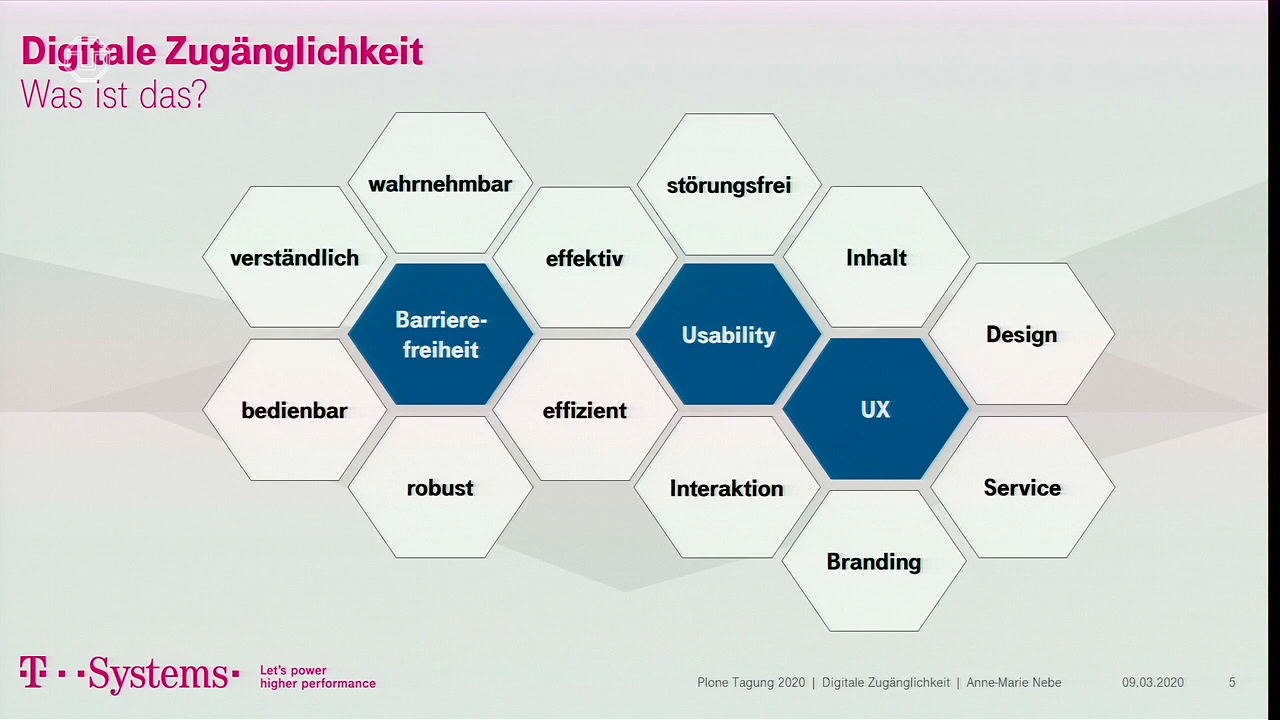 Digitale Zugänglichkeit
Was ist das?
wahrnehmbar
störungsfrei
verständlich
effektiv
Inhalt
Barriere-
freiheit
Usability
Design
bedienbar
effizient
UX
robust
Interaktion
Service
Branding
T··Systems·
Let's power
higher performance
Plone Tagung 2020 | Digitale Zugänglichkeit | Anne-Marie Nebe
09.03.2020
5